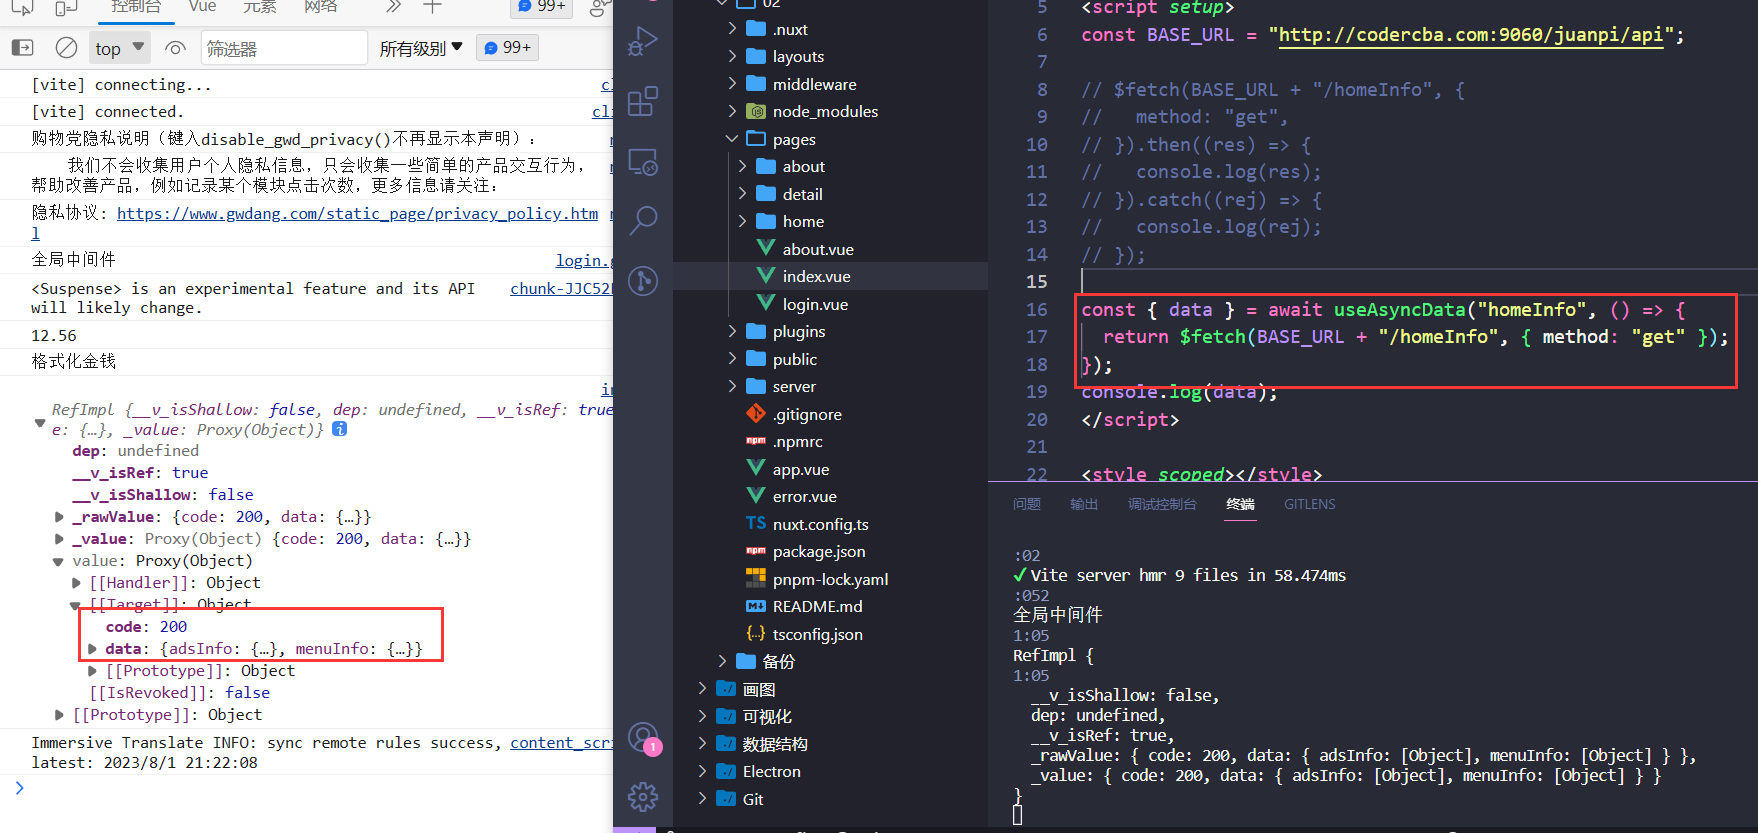 控制台 Vue 元素 网络 99+
top 筛选器 所有级别 99+
[vite] connecting...
[vite] connected.
购物党隐私说明（键入disable_gwd_privacy()不再显示本声明）：
我们不会收集用户个人隐私信息，只会收集一些简单的产品交互行为，
帮助改善产品，例如记录某个模块点击次数，更多信息请关注：
隐私协议: https://www.gwdang.com/static_page/privacy_policy.htm
l
全局中间件 login.g
<Suspense> is an experimental feature and its API chunk-JJC52
will likely change.
12.56
格式化金钱
in
RefImpl {__v_isShallow: false, dep: undefined, __v_isRef: true
e: {…}, _value: Proxy(Object)} i
dep: undefined
__v_isRef: true
__v_isShallow: false
_rawValue: {code: 200, data: {…}}
_value: Proxy(Object) {code: 200, data: {…}}
value: Proxy(Object)
[[Handler]]: Object
[[Target]]: Object
code: 200
data: {adsInfo: {…}, menuInfo: {…}}
[[Prototype]]: Object
[[IsRevoked]]: false
[[Prototype]]: Object
Immersive Translate INFO: sync remote rules success, content_scri
latest: 2023/8/1 21:22:08
1
02
.nuxt
layouts
middleware
node_modules
pages
about
detail
home
about.vue
index.vue
login.vue
plugins
public
server
.gitignore
.npmrc
app.vue
error.vue
TS nuxt.config.ts
package.json
pnpm-lock.yaml
README.md
{..} tsconfig.json
备份
画图
可视化
数据结构
Electron
Git
5 <script setup>
6 const BASE_URL = "http://codercba.com:9060/juanpi/api";
7
8 // $fetch(BASE_URL + "/homeInfo", {
9 //   method: "get",
10 // }).then((res) => {
11 //   console.log(res);
12 // }).catch((rej) => {
13 //   console.log(rej);
14 // });
15
16 const { data } = await useAsyncData("homeInfo", () => {
17   return $fetch(BASE_URL + "/homeInfo", { method: "get" });
18 });
19 console.log(data);
20 </script>
21
22 <style scoped></style>
问题 输出 调试控制台 终端 GITLENS
:02
✓Vite server hmr 9 files in 58.474ms
:052
全局中间件
1:05
RefImpl {
1:05
__v_isShallow: false,
dep: undefined,
__v_isRef: true,
_rawValue: { code: 200, data: { adsInfo: [Object], menuInfo: [Object] } },
_value: { code: 200, data: { adsInfo: [Object], menuInfo: [Object] } }
}